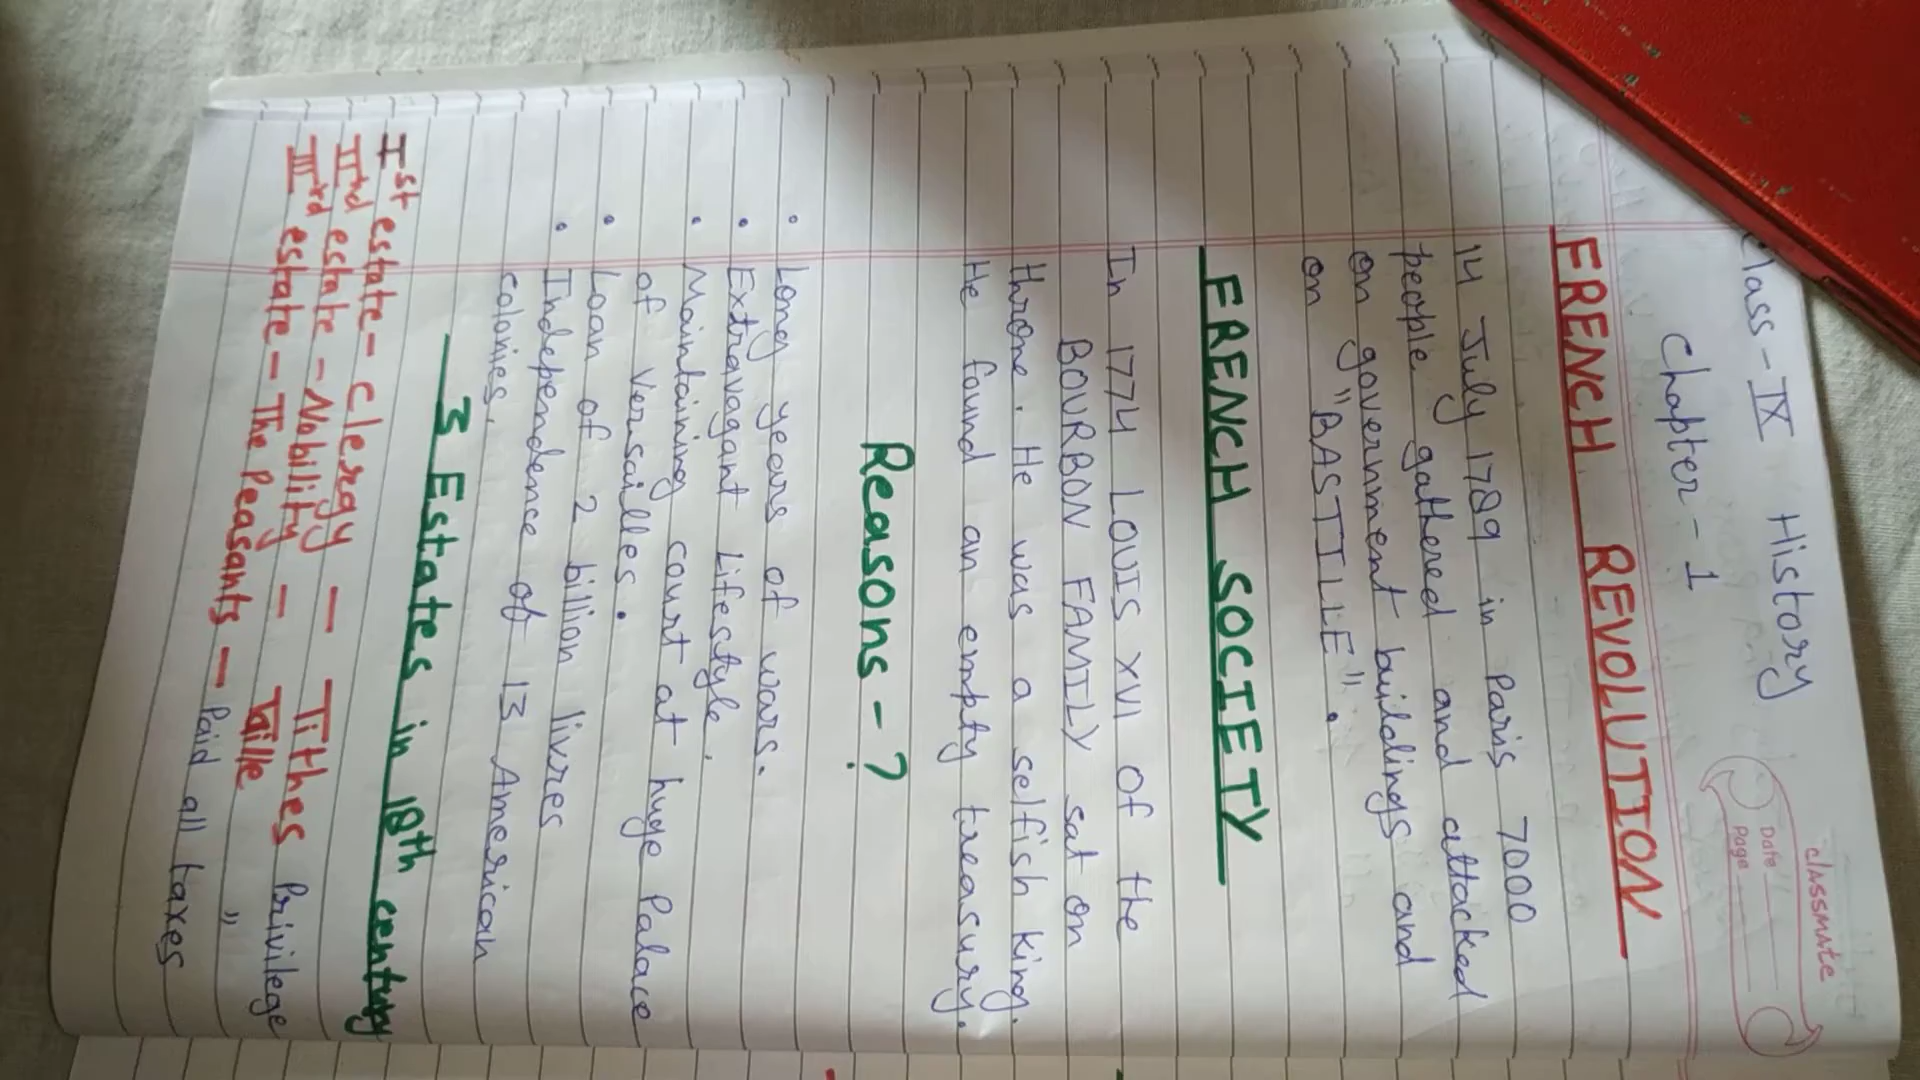 Class-IX History
Chapter-1
classmate
Date
Page
FRENCH REVOLUTION
14 July 1789 in Paris 7000
people gathered and attacked
on government buildings and
on "BASTILLE".
FRENCH SOCIETY
In 1774 LOUIS XVI of the
BOURBON FAMILY sat on
throne. He was a selfish king.
He found an empty treasury.
Reasons-?
• Long years of wars.
• Extravagant Lifestyle.
• Maintaining court at huge Palace
of Versailles.
• Loan of 2 billion livres
• Independence of 13 American
colonies.
3 Estates in 18th century
Ist estate- clergy - Tithes Privilege
IInd estate - Nobility - Taille "
IIIrd estate - The Peasants - Paid all taxes